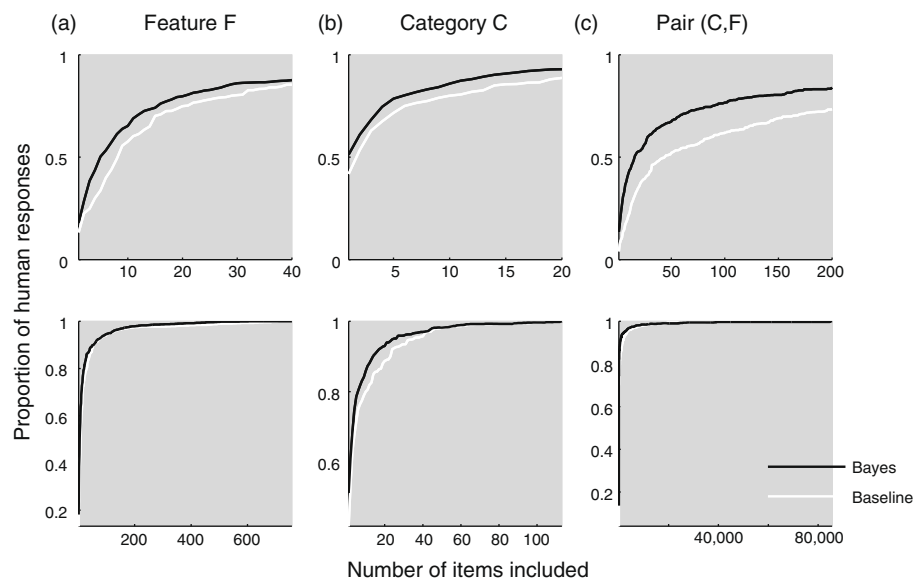 (a) Feature F (b) Category C (c) Pair (C,F)
Proportion of human responses
1 1 1
0.5 0.5 0.5
0 0 0
10 20 30 40 5 10 15 20 50 100 150 200
1 1 1
0.8 0.8 0.8
0.6 0.6 0.6
0.4 0.4
0.2 0.2
Bayes
Baseline
200 400 600 20 40 60 80 100 40,000 80,000
Number of items included